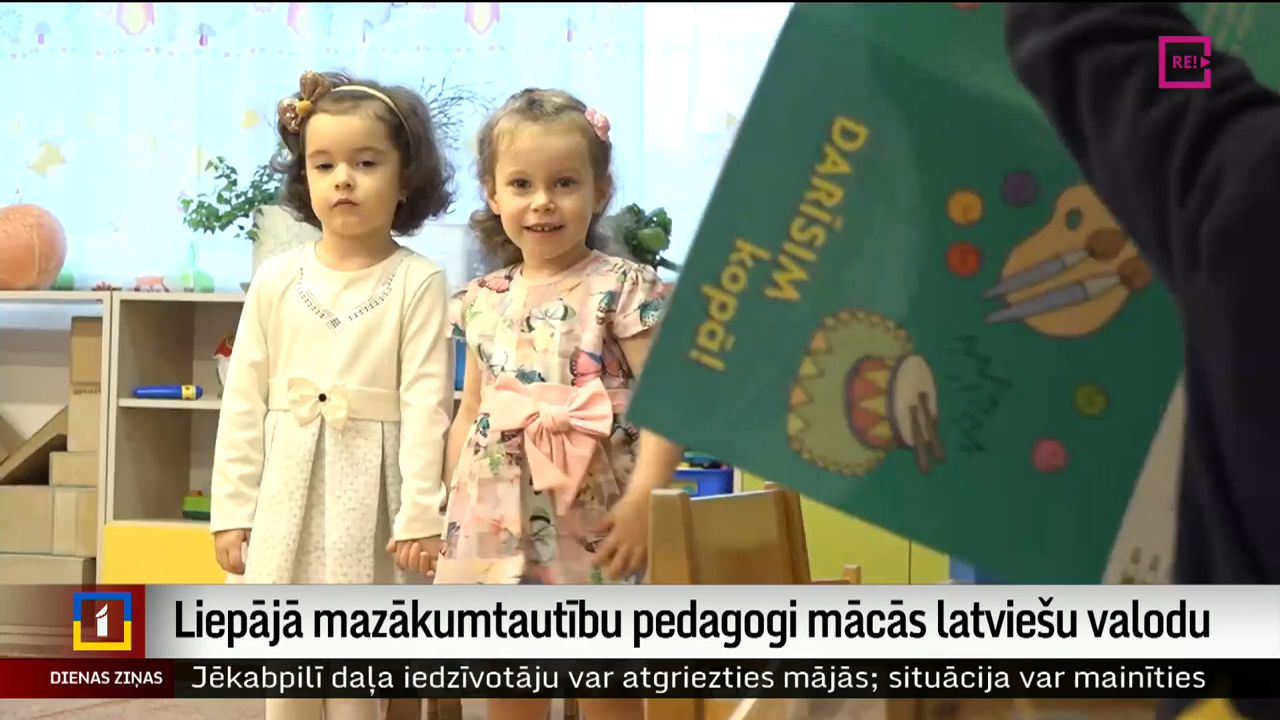 RE!
DARĪSIM
kopā!
1
Liepājā mazākumtautību pedagogi mācās latviešu valodu
DIENAS ZIŅAS
Jēkabpilī daļa iedzīvotāju var atgriezties mājās; situācija var mainīties